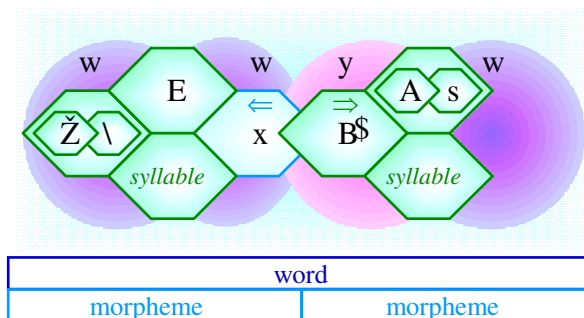 w w y w
E A s
Ž \ ⇐ x ⇒ B$
syllable syllable
word
morpheme morpheme